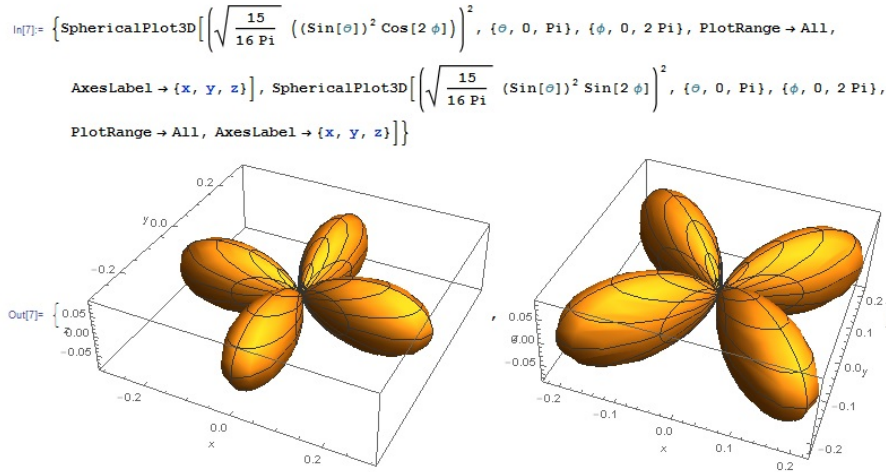 In[7]:= {SphericalPlot3D[(√(15/(16 Pi)) ((Sin[θ])^2 Cos[2 ϕ]))^2, {θ, 0, Pi}, {ϕ, 0, 2 Pi}, PlotRange → All,
AxesLabel → {x, y, z}], SphericalPlot3D[(√(15/(16 Pi)) (Sin[θ])^2 Sin[2 ϕ])^2, {θ, 0, Pi}, {ϕ, 0, 2 Pi},
PlotRange → All, AxesLabel → {x, y, z}]}
Out[7]= {
0.2
y 0.0
-0.2
0.05
0.00
-0.05
-0.2
0.0
0.2
x
,
0.05
0.00
-0.05
-0.2
-0.1
0.0
0.1
0.2
x
0.2
0.1
0.0 y
-0.1
-0.2